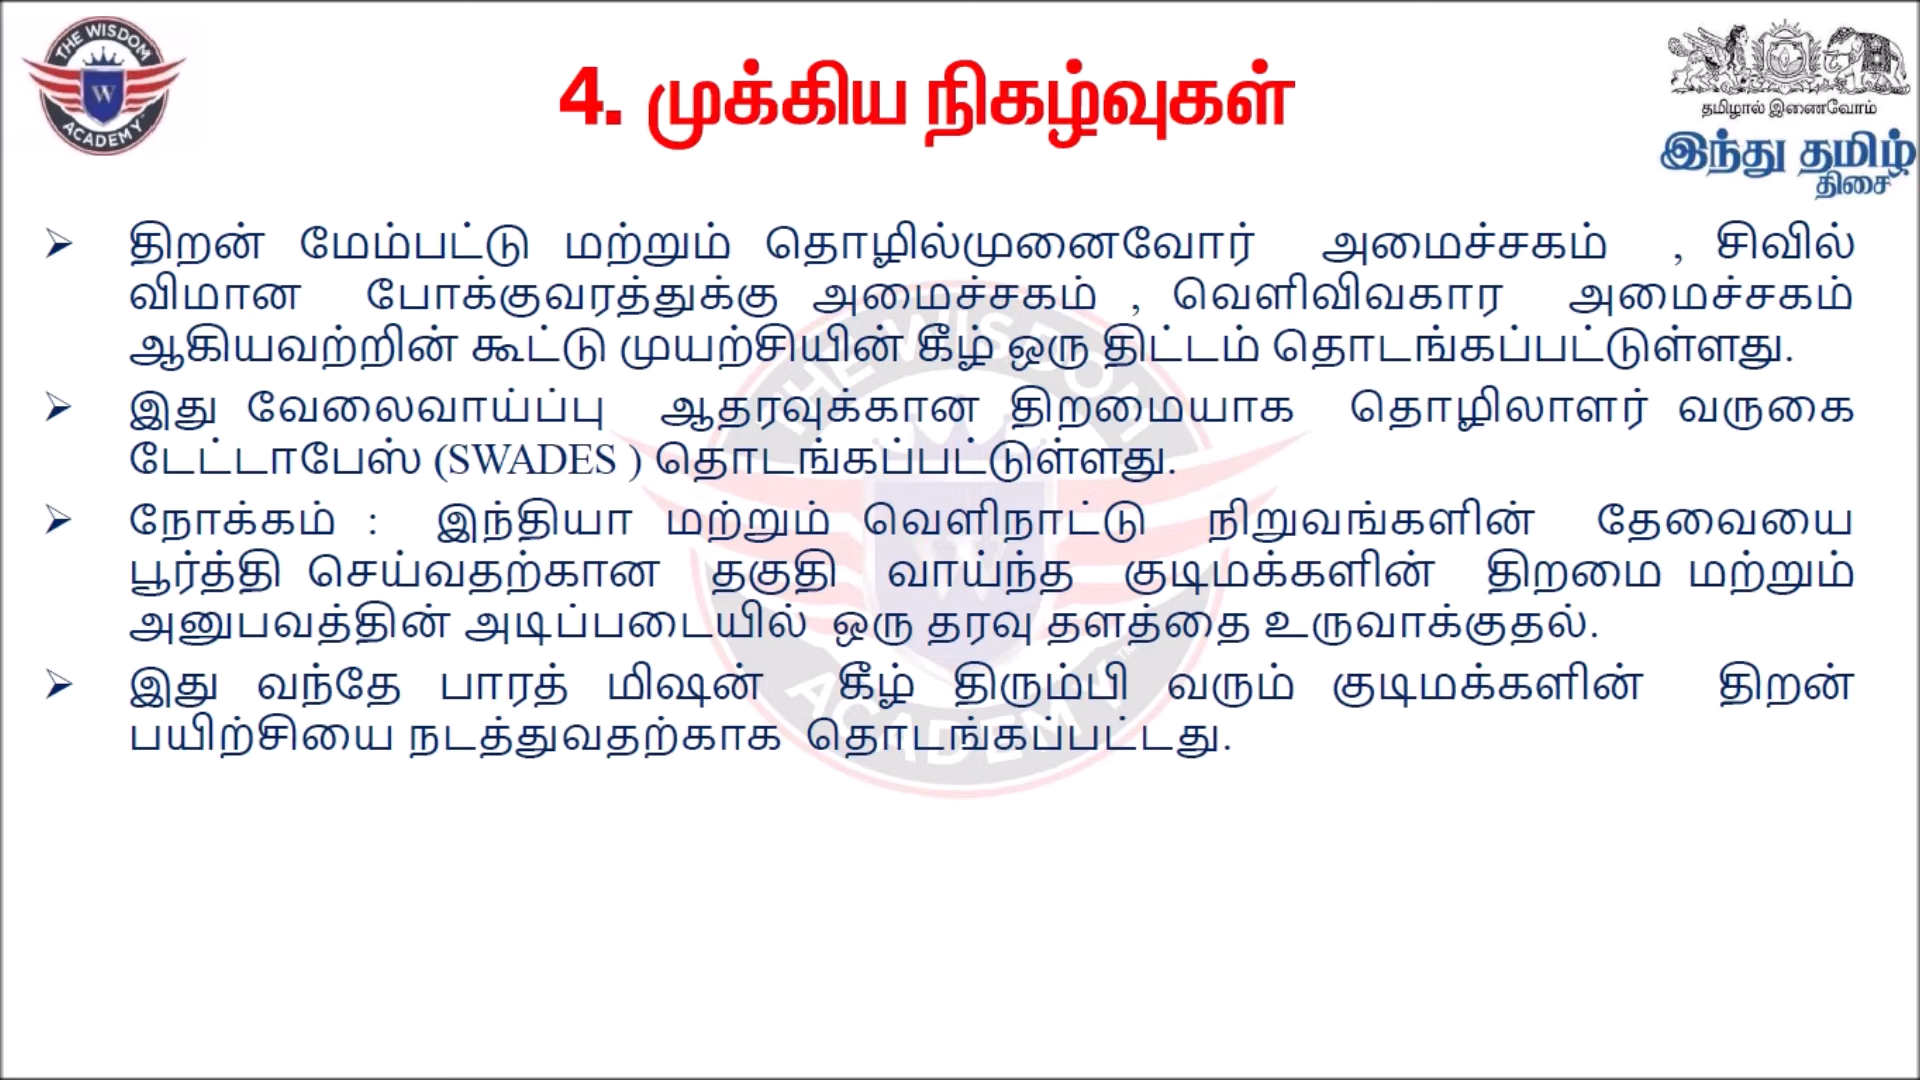 THE WISDOM
W
ACADEMY
4. முக்கிய நிகழ்வுகள்
தமிழால் இணைவோம்
இந்து தமிழ்
திசை
திறன் மேம்பட்டு மற்றும் தொழில்முனைவோர் அமைச்சகம் , சிவில்
விமான போக்குவரத்துக்கு அமைச்சகம் , வெளிவிவகார அமைச்சகம்
ஆகியவற்றின் கூட்டு முயற்சியின் கீழ் ஒரு திட்டம் தொடங்கப்பட்டுள்ளது.
இது வேலைவாய்ப்பு ஆதரவுக்கான திறமையாக தொழிலாளர் வருகை
டேட்டாபேஸ் (SWADES ) தொடங்கப்பட்டுள்ளது.
நோக்கம் : இந்தியா மற்றும் வெளிநாட்டு நிறுவங்களின் தேவையை
பூர்த்தி செய்வதற்கான தகுதி வாய்ந்த குடிமக்களின் திறமை மற்றும்
அனுபவத்தின் அடிப்படையில் ஒரு தரவு தளத்தை உருவாக்குதல்.
இது வந்தே பாரத் மிஷன் கீழ் திரும்பி வரும் குடிமக்களின் திறன்
பயிற்சியை நடத்துவதற்காக தொடங்கப்பட்டது.
THE WISDOM
W
ACADEMY™